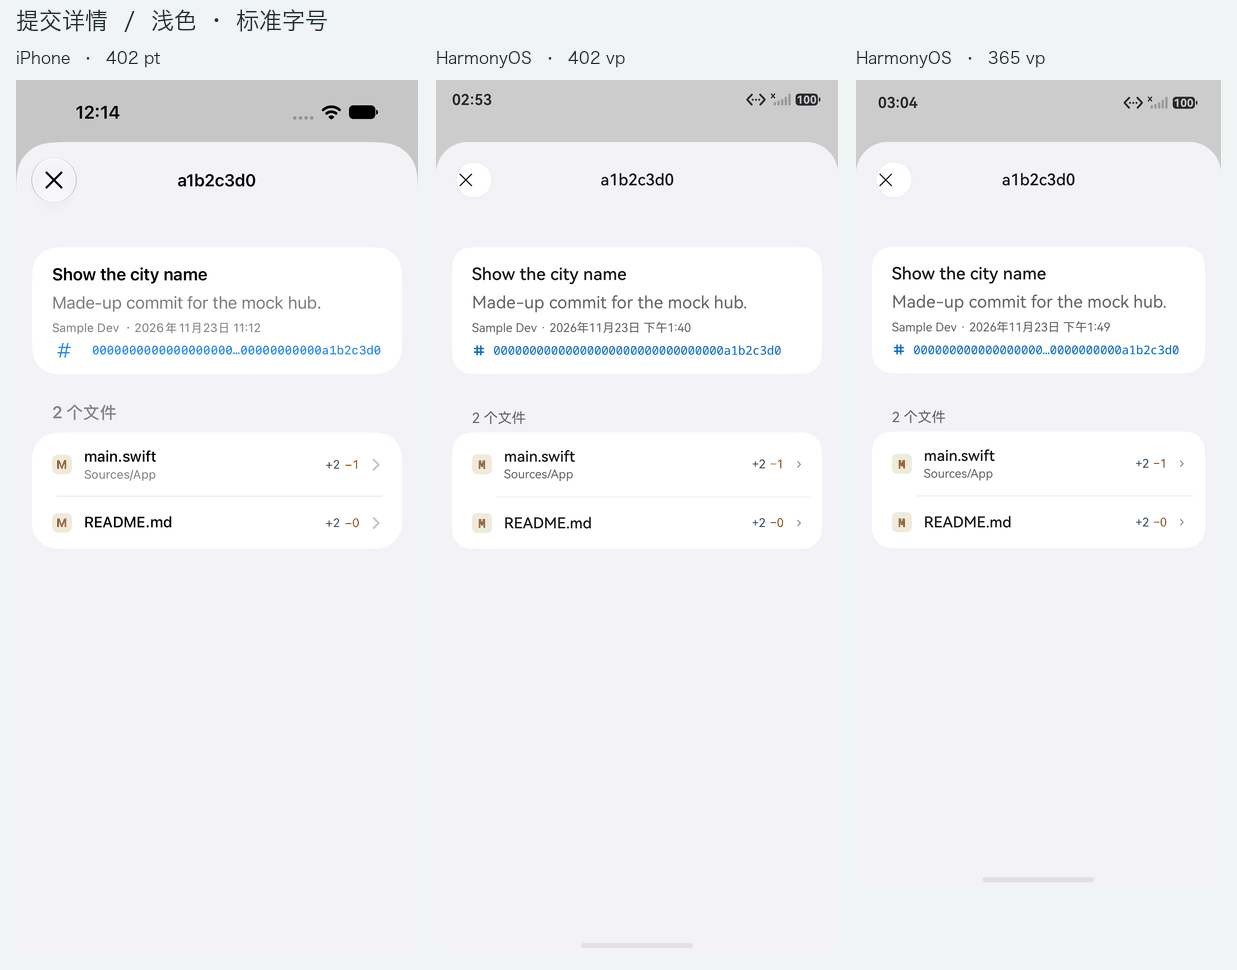 提交详情 / 浅色 · 标准字号
iPhone · 402 pt
12:14
a1b2c3d0
Show the city name
Made-up commit for the mock hub.
Sample Dev · 2026年11月23日 11:12
# 0000000000000000000…00000000000a1b2c3d0
2 个文件
M main.swift +2 −1
Sources/App
M README.md +2 −0
HarmonyOS · 402 vp
02:53
100
a1b2c3d0
Show the city name
Made-up commit for the mock hub.
Sample Dev · 2026年11月23日 下午1:40
# 00000000000000000000000000000000a1b2c3d0
2 个文件
M main.swift +2 −1
Sources/App
M README.md +2 −0
HarmonyOS · 365 vp
03:04
100
a1b2c3d0
Show the city name
Made-up commit for the mock hub.
Sample Dev · 2026年11月23日 下午1:49
# 000000000000000000…0000000000a1b2c3d0
2 个文件
M main.swift +2 −1
Sources/App
M README.md +2 −0